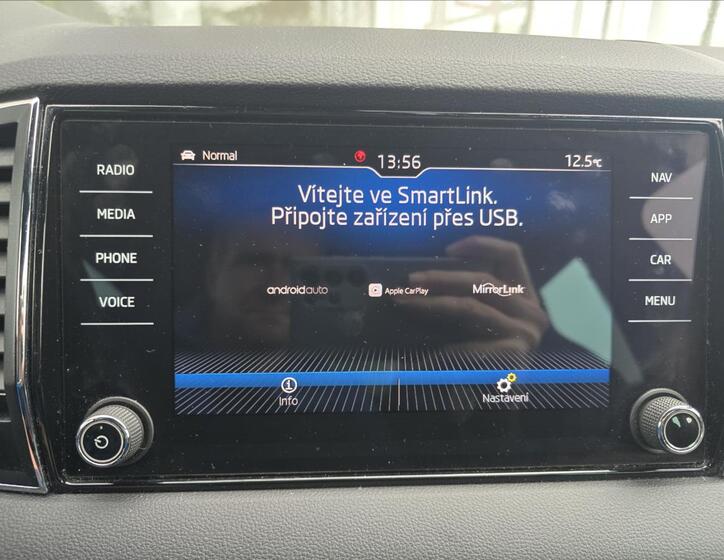 Normal 13:56 12.5°C
Vítejte ve SmartLink.
Připojte zařízení přes USB.
androidauto Apple CarPlay MirrorLink
Info Nastavení
RADIO
MEDIA
PHONE
VOICE
NAV
APP
CAR
MENU